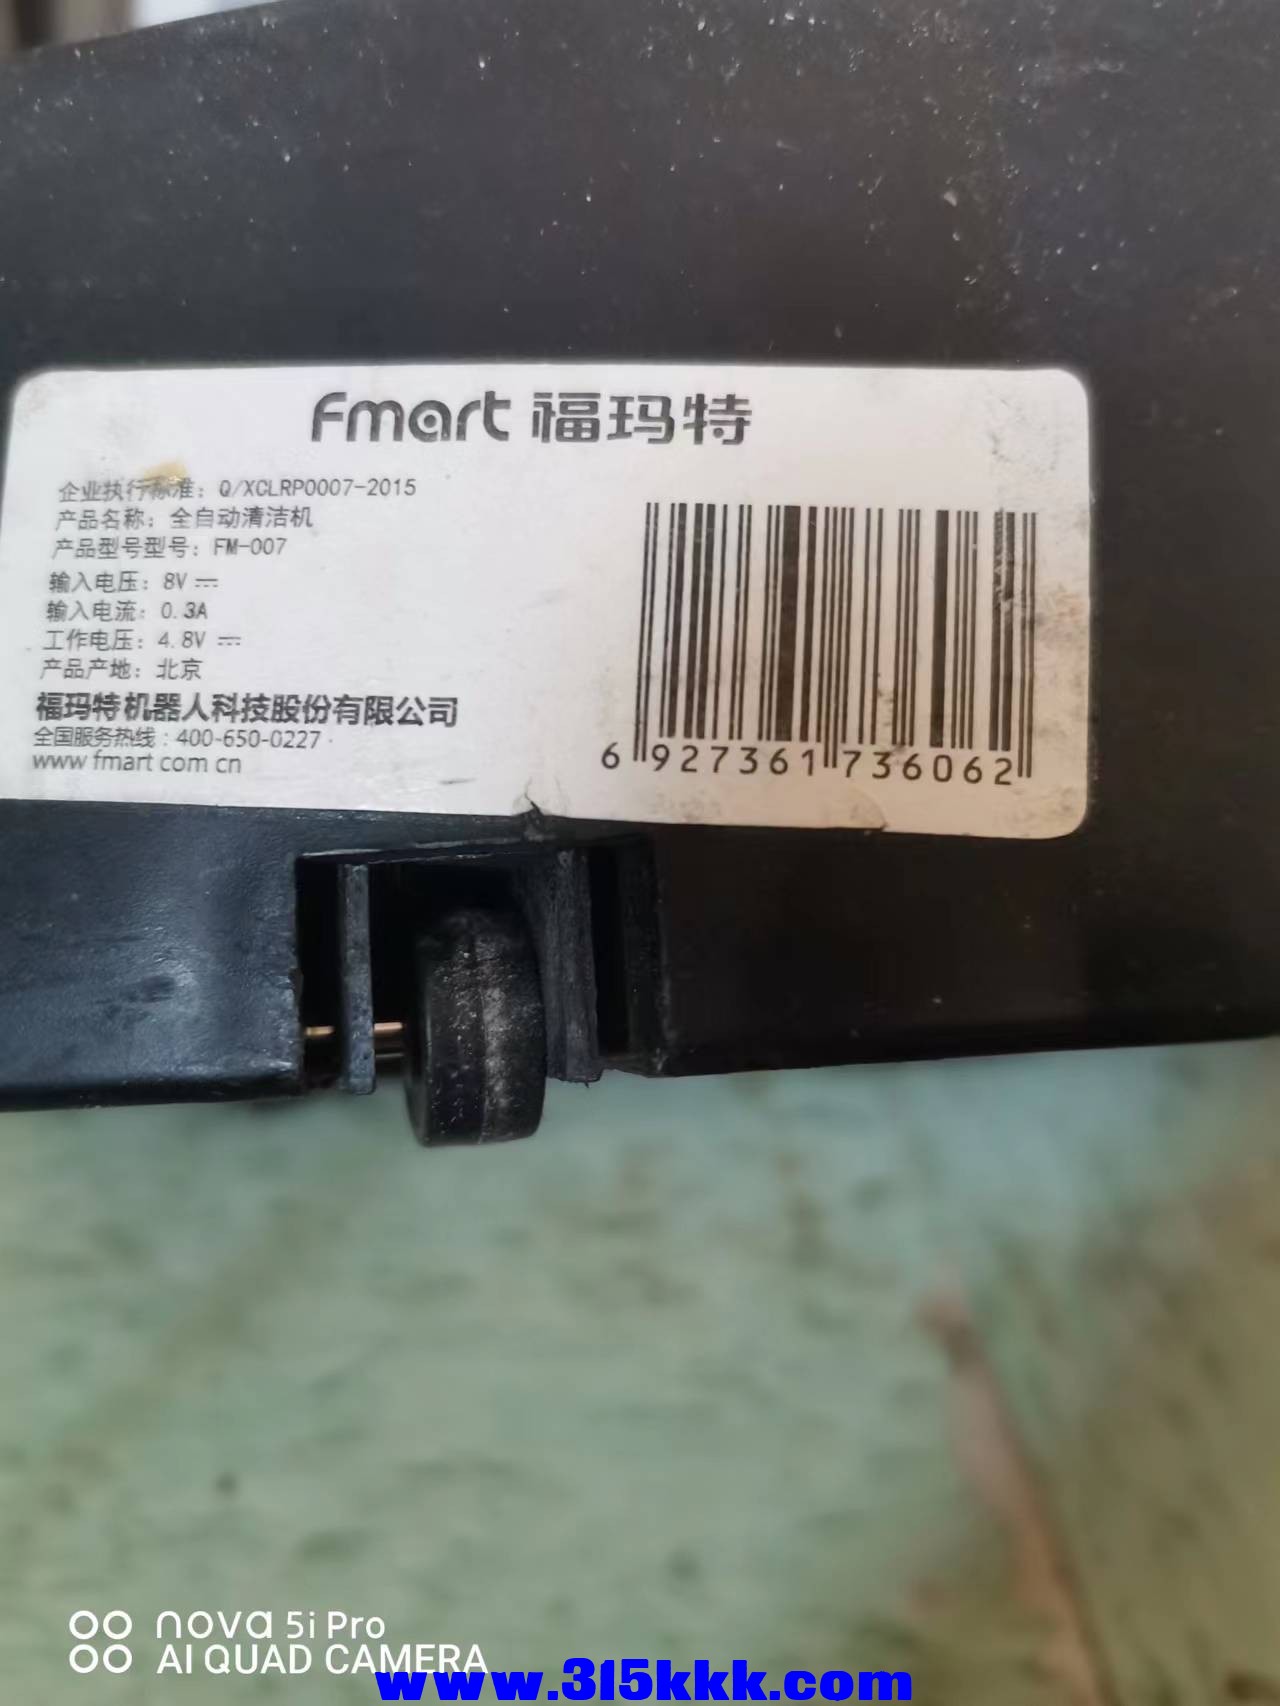 Fmart 福玛特
企业执行标准: Q/XCLRP0007-2015
产品名称: 全自动清洁机
产品型号型号: FM-007
输入电压: 8V
输入电流: 0.3A
工作电压: 4.8V
产品产地: 北京
福玛特机器人科技股份有限公司
全国服务热线: 400-650-0227
www fmart com cn
6 927361 736062
nova 5i Pro
AI QUAD CAMERA
www.315kkk.com